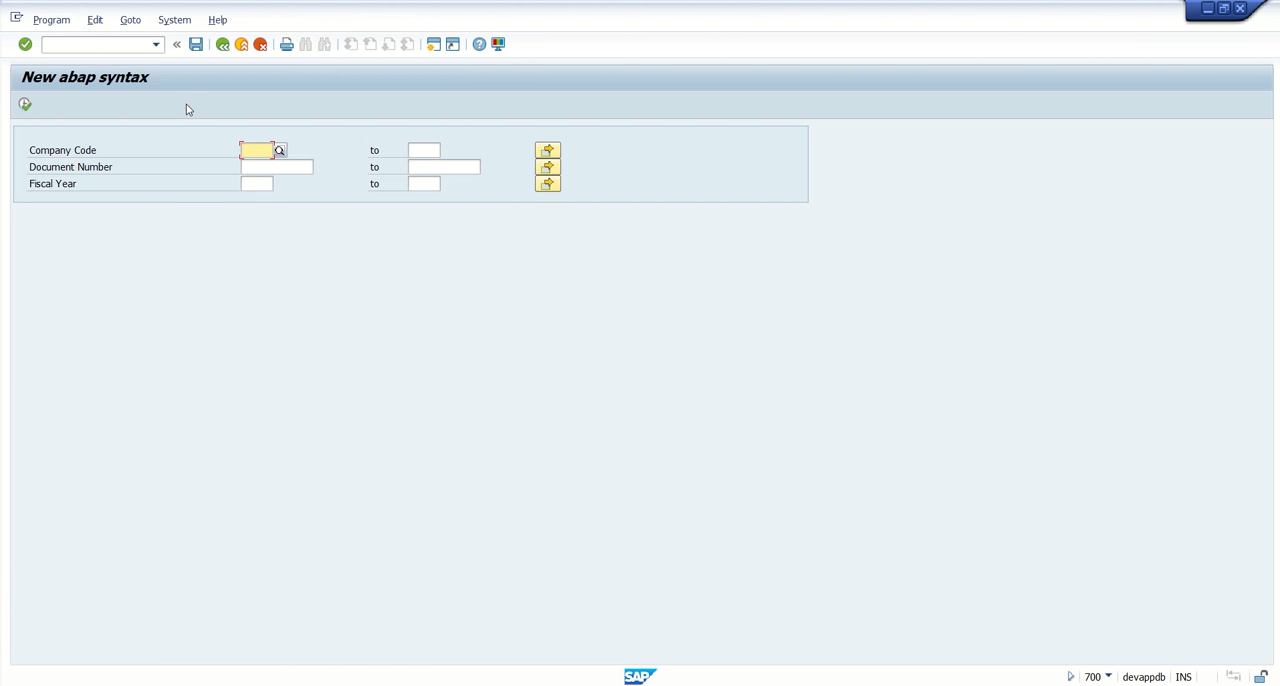 Program Edit Goto System Help
New abap syntax
Company Code to
Document Number to
Fiscal Year to
SAP 700 devappdb INS